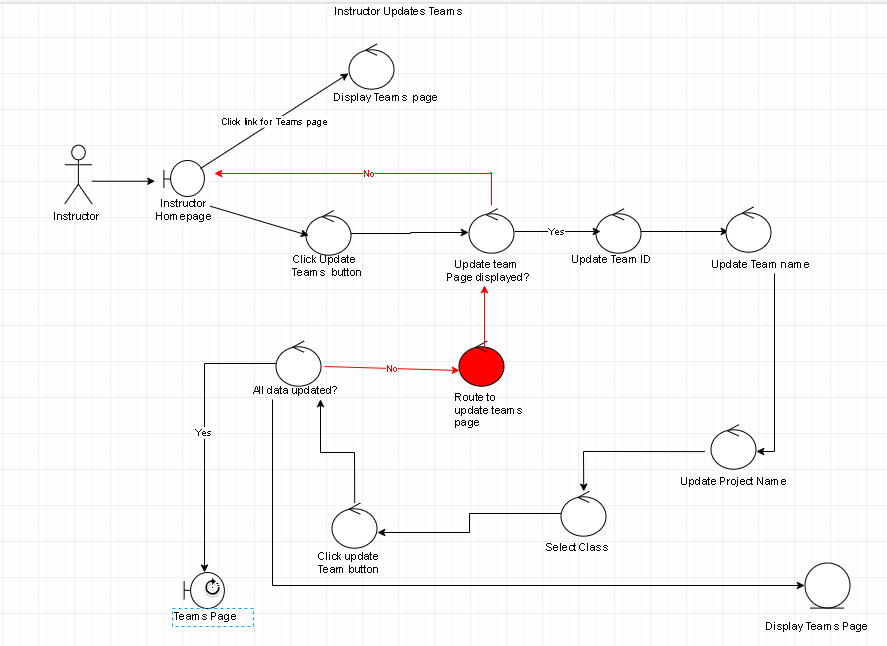 Instructor Updates Teams
Display Teams page
Click link for Teams page
No
Instructor
Instructor
Homepage
Click Update
Teams button
Update team
Page displayed?
Yes
Update Team ID
Update Team name
All data updated?
No
Route to
update teams
page
Yes
Update Project Name
Select Class
Click update
Team button
Teams Page
Display Teams Page